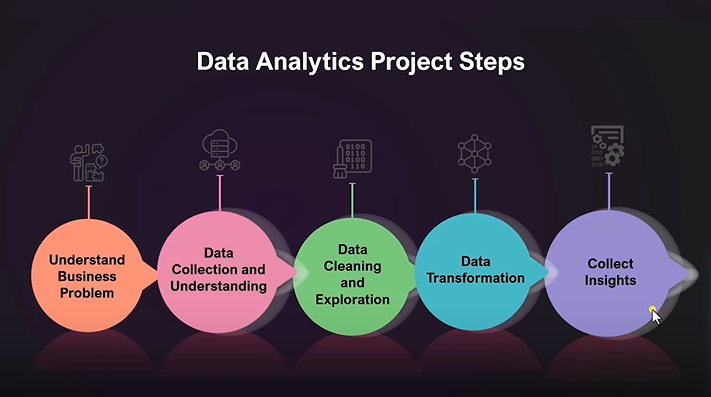 Data Analytics Project Steps
Understand
Business
Problem
Data
Collection and
Understanding
Data
Cleaning
and
Exploration
Data
Transformation
Collect
Insights